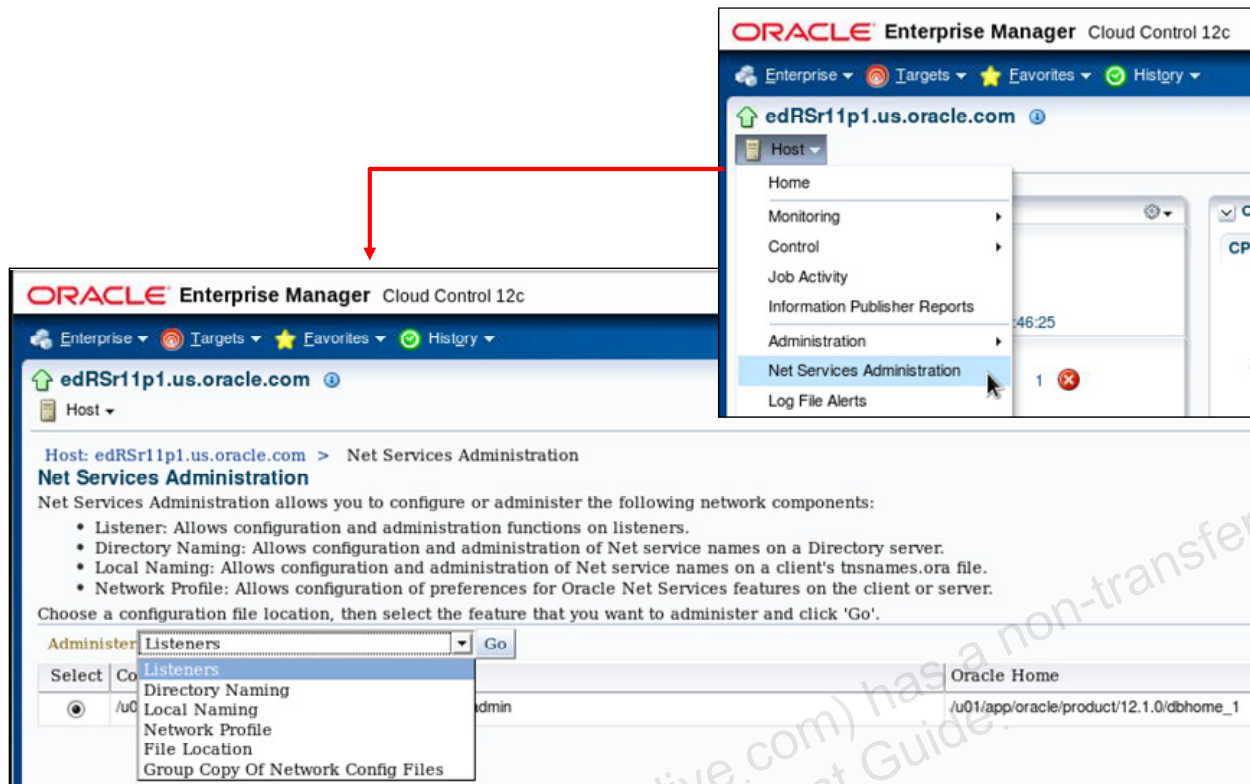 ORACLE Enterprise Manager Cloud Control 12c
Enterprise Targets Favorites History
edRSr11p1.us.oracle.com
Host
Home
Monitoring
Control
Job Activity
Information Publisher Reports
:46:25
Administration
Net Services Administration
1
Log File Alerts
CP
ORACLE Enterprise Manager Cloud Control 12c
Enterprise Targets Favorites History
edRSr11p1.us.oracle.com
Host
Host: edRSr11p1.us.oracle.com > Net Services Administration
Net Services Administration
Net Services Administration allows you to configure or administer the following network components:
• Listener: Allows configuration and administration functions on listeners.
• Directory Naming: Allows configuration and administration of Net service names on a Directory server.
• Local Naming: Allows configuration and administration of Net service names on a client's tnsnames.ora file.
• Network Profile: Allows configuration of preferences for Oracle Net Services features on the client or server.
Choose a configuration file location, then select the feature that you want to administer and click 'Go'.
Administer Listeners Go
Select Co Oracle Home
/u0 dmin /u01/app/oracle/product/12.1.0/dbhome_1
Listeners
Directory Naming
Local Naming
Network Profile
File Location
Group Copy Of Network Config Files
has a non-transfer
.com)
Guide.